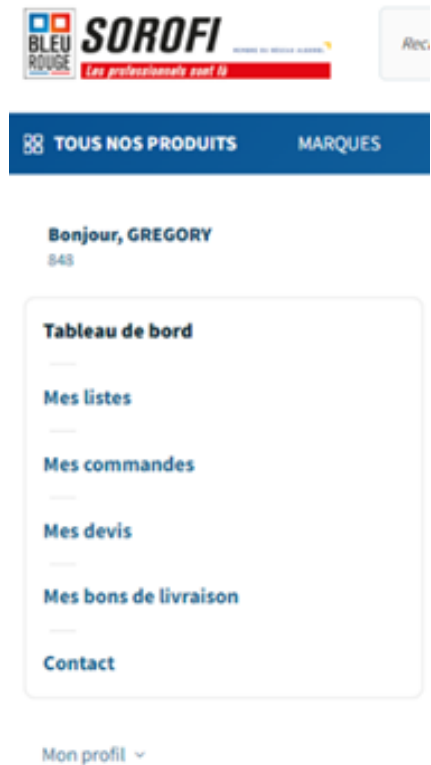 BLEU
ROUGE
SOROFI
Les professionnels sont là
Rec
TOUS NOS PRODUITS
MARQUES
Bonjour, GREGORY
848
Tableau de bord
Mes listes
Mes commandes
Mes devis
Mes bons de livraison
Contact
Mon profil